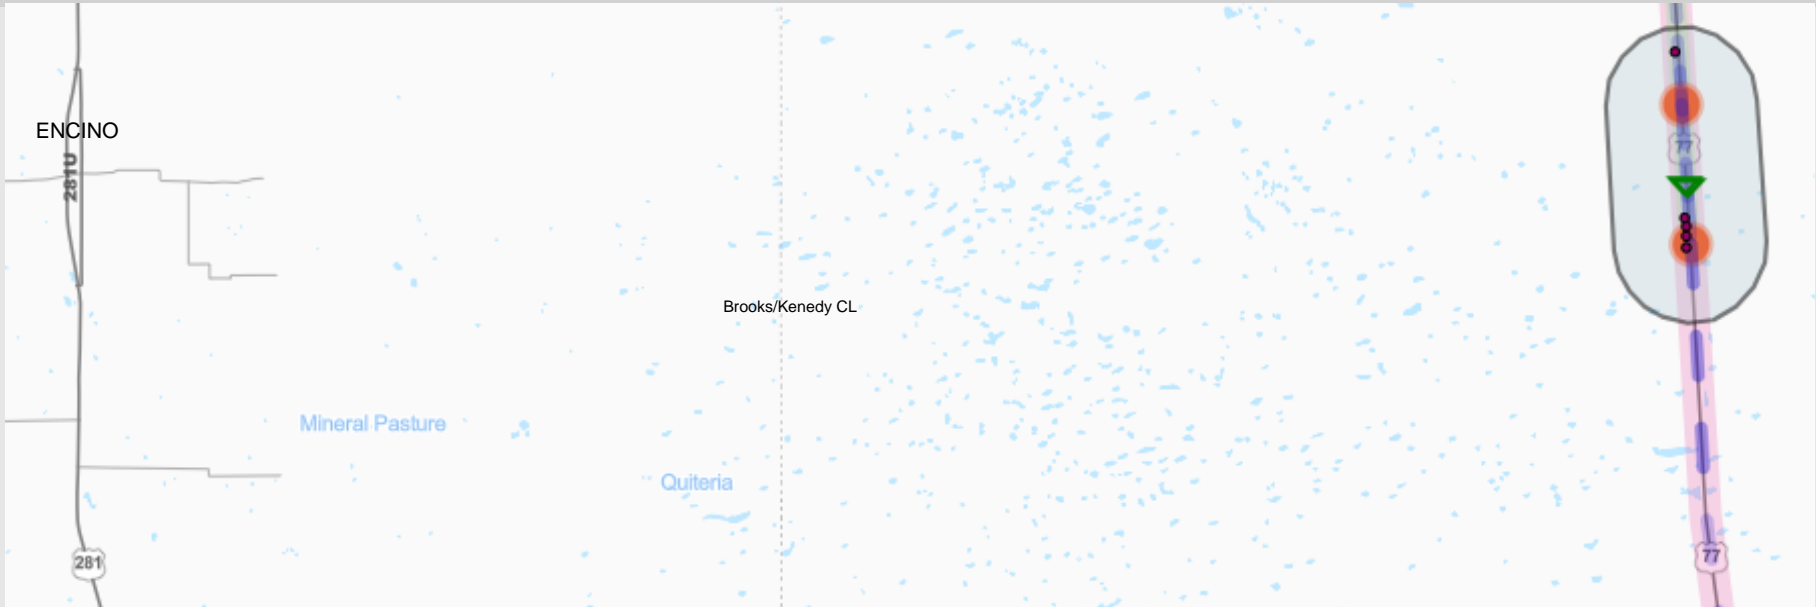 ENCINO
281U
77
Brooks/Kenedy CL
Mineral Pasture
Quiteria
281
77